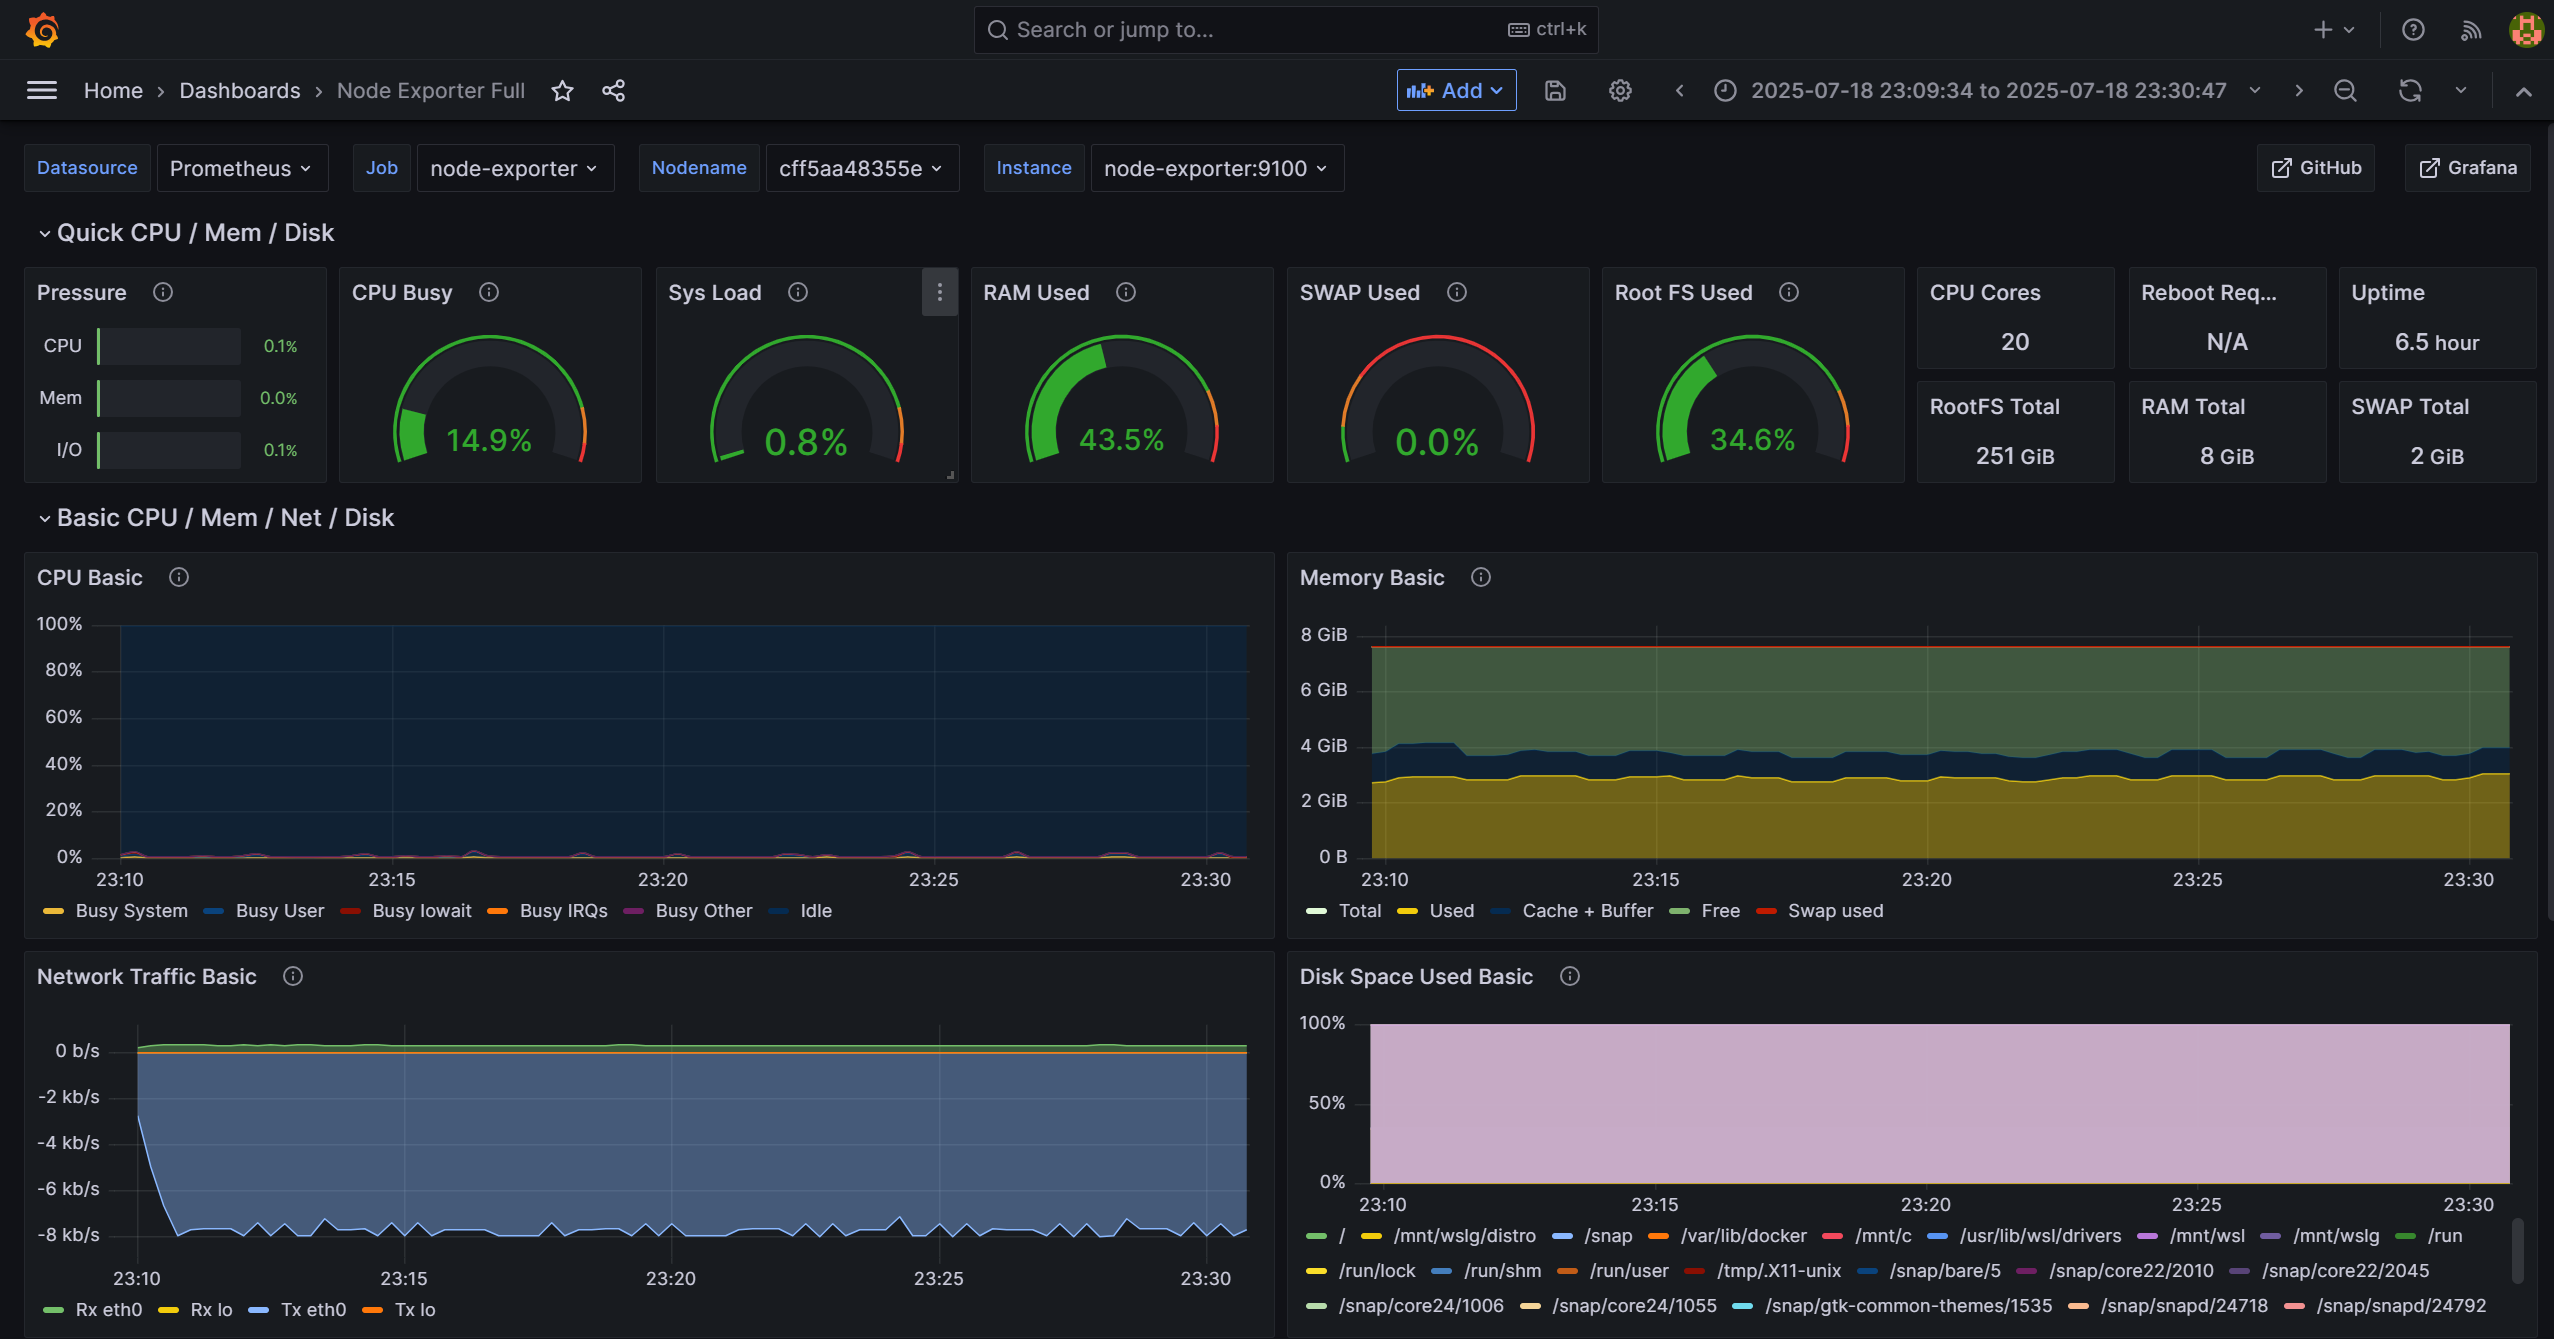 Search or jump to... ctrl+k
Home › Dashboards › Node Exporter Full Add 2025-07-18 23:09:34 to 2025-07-18 23:30:47
Datasource Prometheus Job node-exporter Nodename cff5aa48355e Instance node-exporter:9100 GitHub Grafana
Quick CPU / Mem / Disk
Pressure
CPU 0.1%
Mem 0.0%
I/O 0.1%
CPU Busy
14.9%
Sys Load
0.8%
RAM Used
43.5%
SWAP Used
0.0%
Root FS Used
34.6%
CPU Cores
20
Reboot Req...
N/A
Uptime
6.5 hour
RootFS Total
251 GiB
RAM Total
8 GiB
SWAP Total
2 GiB
Basic CPU / Mem / Net / Disk
CPU Basic
100%
80%
60%
40%
20%
0%
23:10 23:15 23:20 23:25 23:30
Busy System Busy User Busy Iowait Busy IRQs Busy Other Idle
Memory Basic
8 GiB
6 GiB
4 GiB
2 GiB
0 B
23:10 23:15 23:20 23:25 23:30
Total Used Cache + Buffer Free Swap used
Network Traffic Basic
0 b/s
-2 kb/s
-4 kb/s
-6 kb/s
-8 kb/s
23:10 23:15 23:20 23:25 23:30
Rx eth0 Rx lo Tx eth0 Tx lo
Disk Space Used Basic
100%
50%
0%
23:10 23:15 23:20 23:25 23:30
/ /mnt/wslg/distro /snap /var/lib/docker /mnt/c /usr/lib/wsl/drivers /mnt/wsl /mnt/wslg /run
/run/lock /run/shm /run/user /tmp/.X11-unix /snap/bare/5 /snap/core22/2010 /snap/core22/2045
/snap/core24/1006 /snap/core24/1055 /snap/gtk-common-themes/1535 /snap/snapd/24718 /snap/snapd/24792